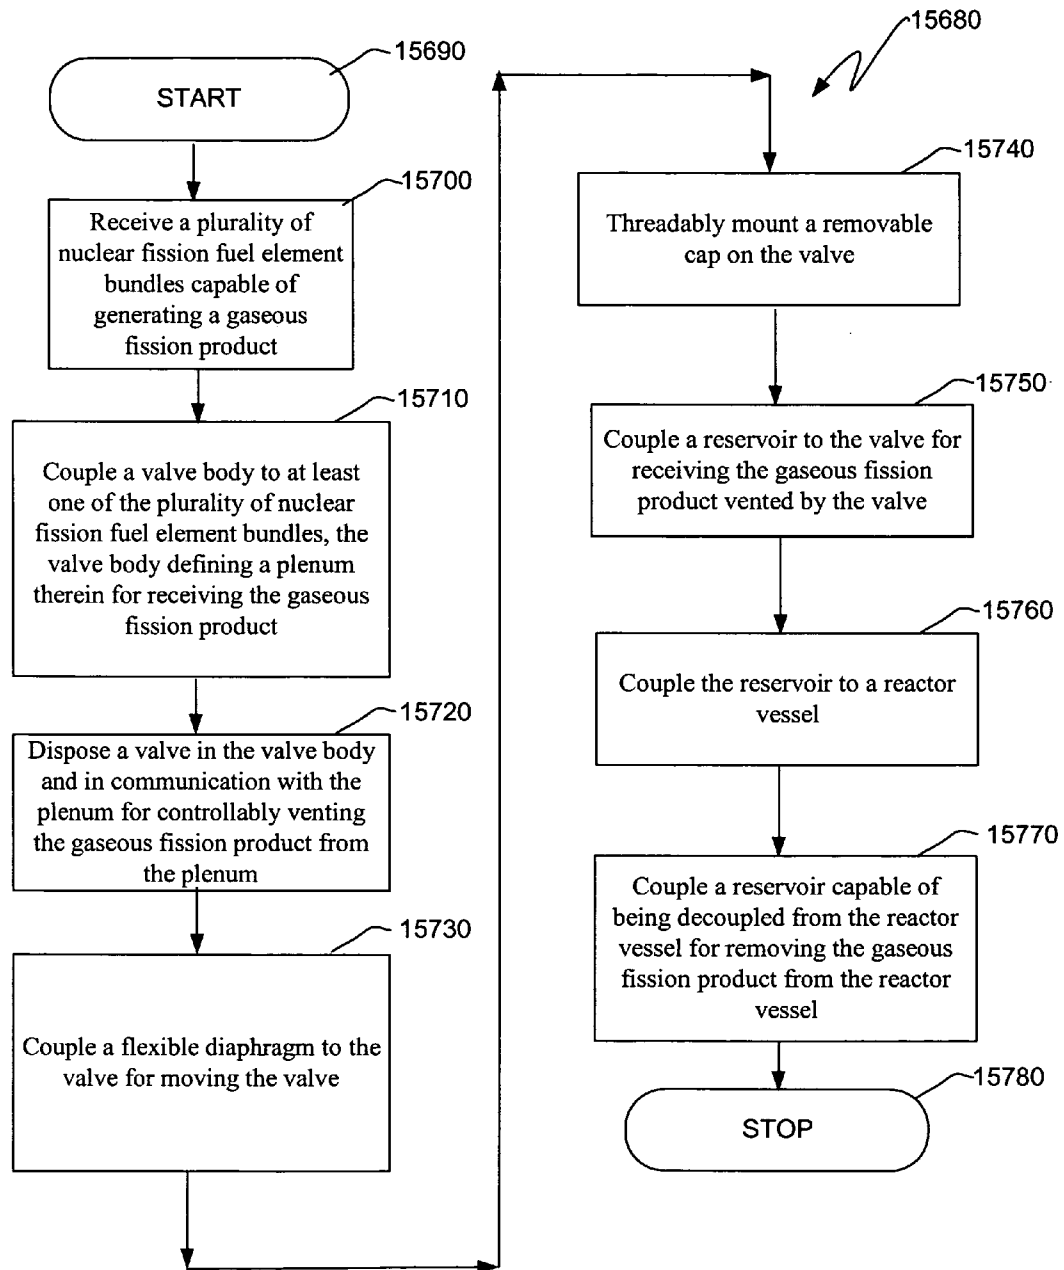 15680
15690
START
15700
Receive a plurality of
nuclear fission fuel element
bundles capable of
generating a gaseous
fission product
15710
Couple a valve body to at least
one of the plurality of nuclear
fission fuel element bundles, the
valve body defining a plenum
therein for receiving the gaseous
fission product
15720
Dispose a valve in the valve body
and in communication with the
plenum for controllably venting
the gaseous fission product from
the plenum
15730
Couple a flexible diaphragm to the
valve for moving the valve
15740
Threadably mount a removable
cap on the valve
15750
Couple a reservoir to the valve for
receiving the gaseous fission
product vented by the valve
15760
Couple the reservoir to a reactor
vessel
15770
Couple a reservoir capable of
being decoupled from the reactor
vessel for removing the gaseous
fission product from the reactor
vessel
15780
STOP